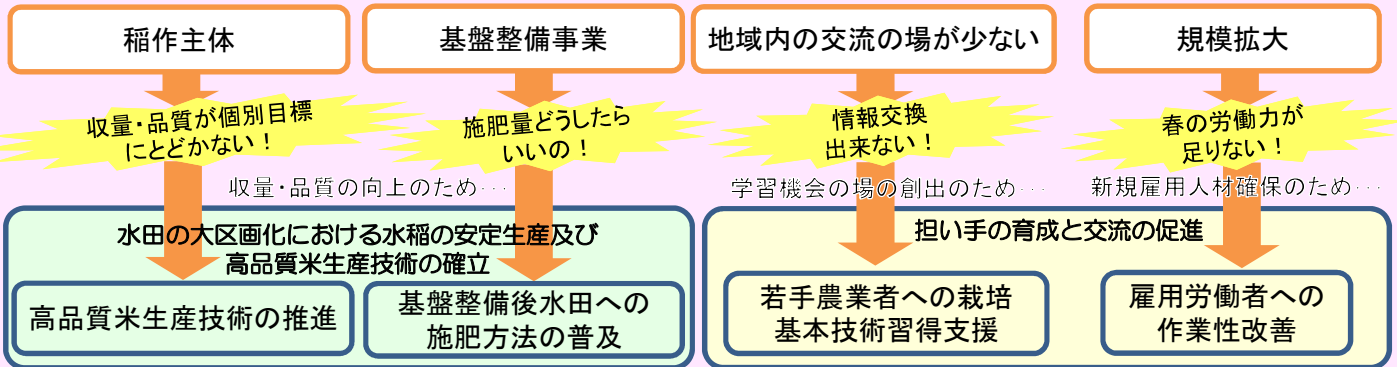 稲作主体
基盤整備事業
地域内の交流の場が少ない
規模拡大
収量・品質が個別目標
にとどかない！
施肥量どうしたら
いいの！
情報交換
出来ない！
春の労働力が
足りない！
収量・品質の向上のため…
学習機会の場の創出のため…
新規雇用人材確保のため…
水田の大区画化における水稲の安定生産及び
高品質米生産技術の確立
担い手の育成と交流の促進
高品質米生産技術の推進
基盤整備後水田への
施肥方法の普及
若手農業者への栽培
基本技術習得支援
雇用労働者への
作業性改善